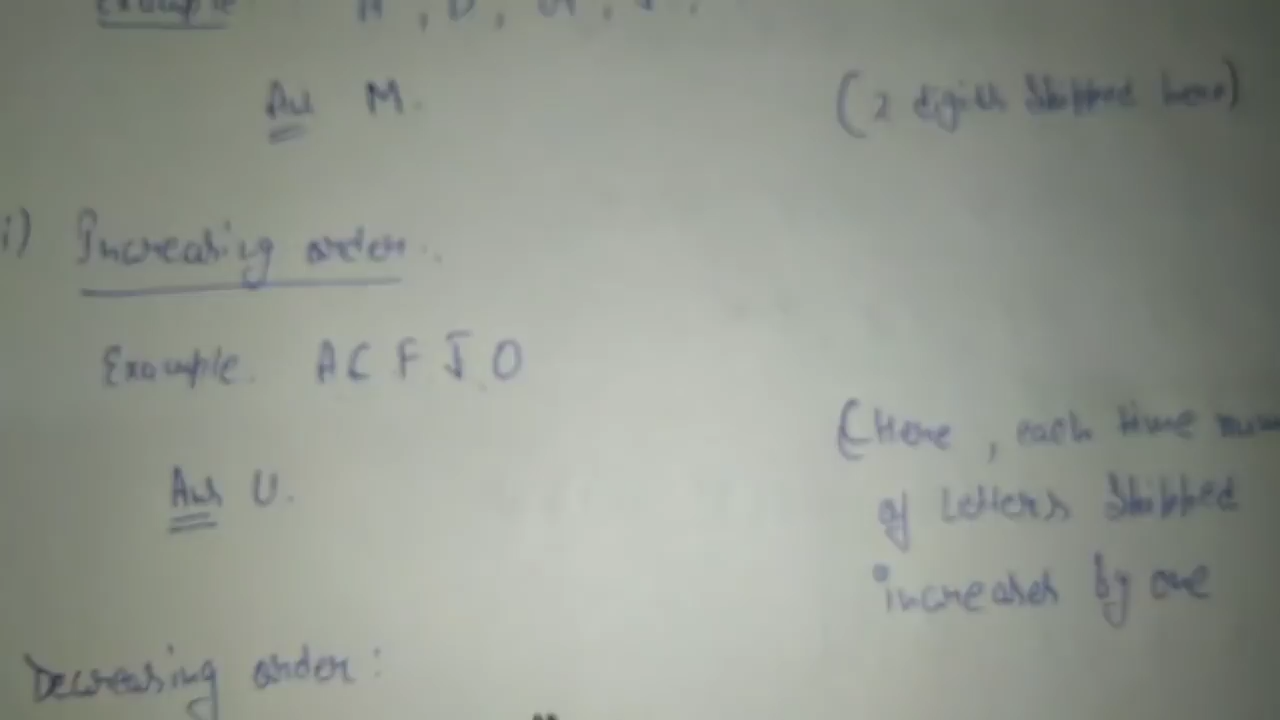 Example A, D, G, J,
Ans M. (2 digits skipped here)
i) Increasing order.
Example. A C F J O
(Here, each time
Ans U.
of Letters skipped
increases by one
Decreasing order: